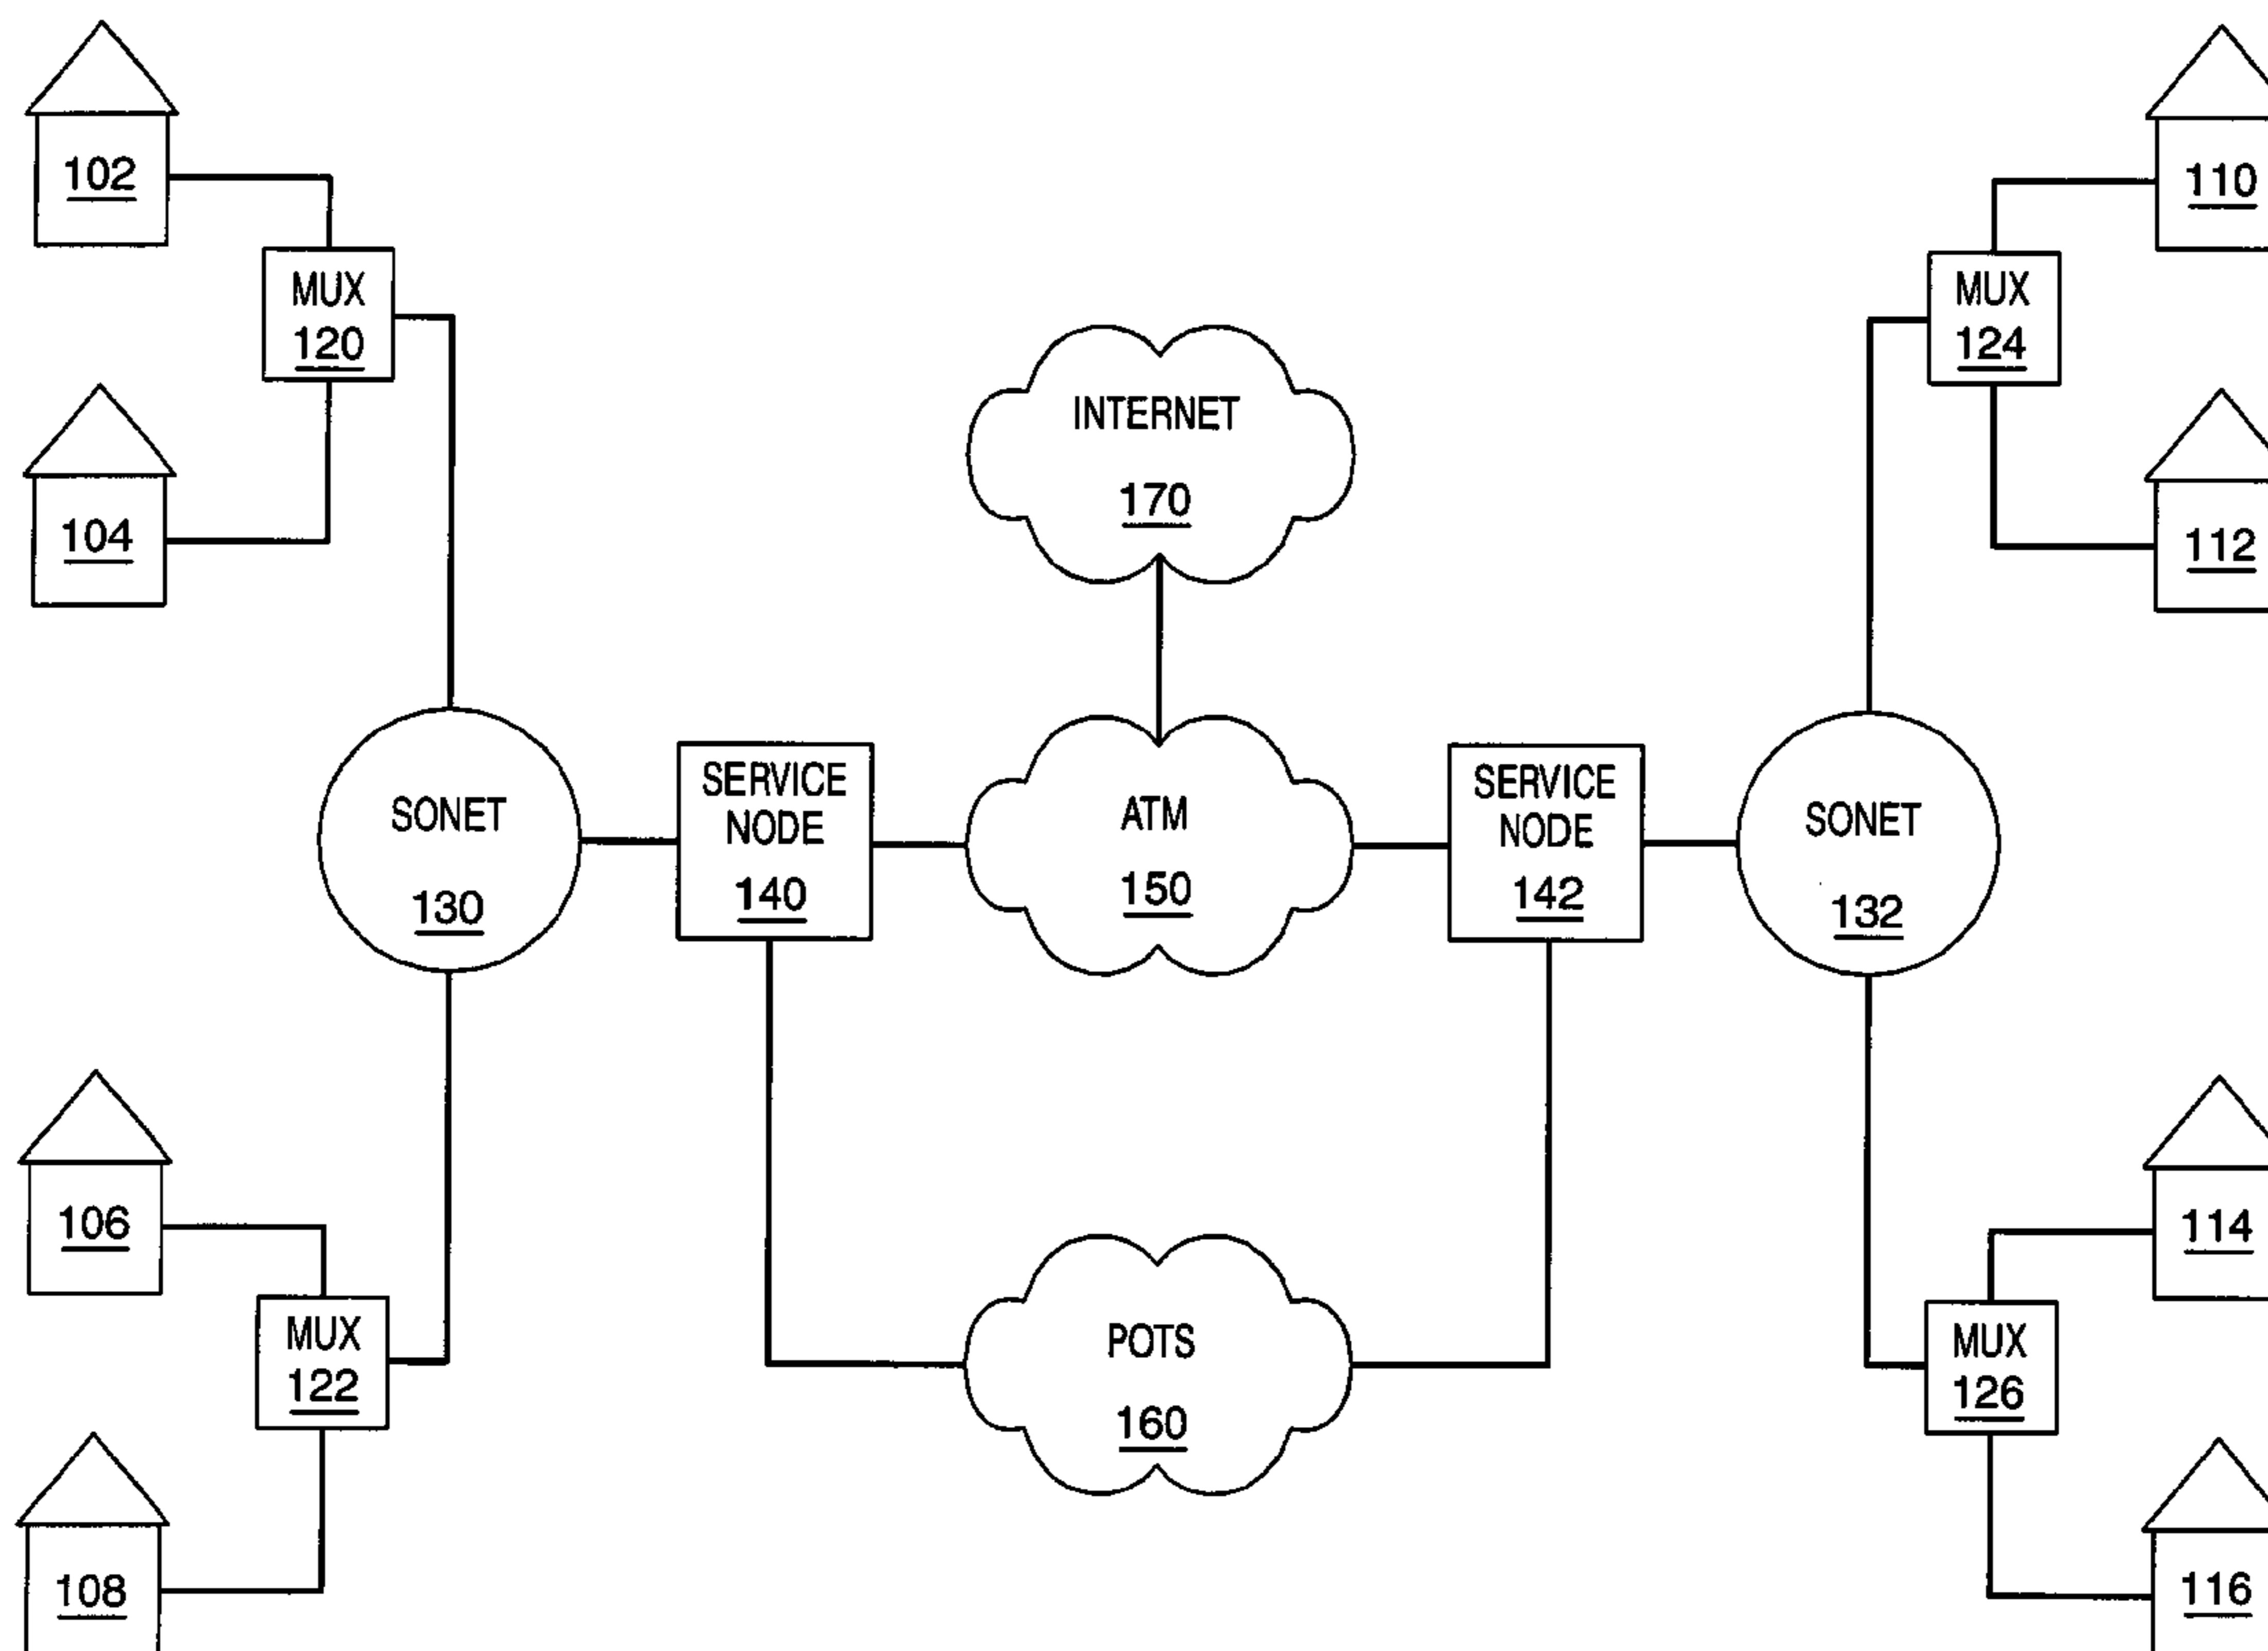 102
110
MUX
120
MUX
124
104
112
INTERNET
170
SONET
130
SERVICE
NODE
140
ATM
150
SERVICE
NODE
142
SONET
132
106
114
MUX
122
POTS
160
MUX
126
108
116